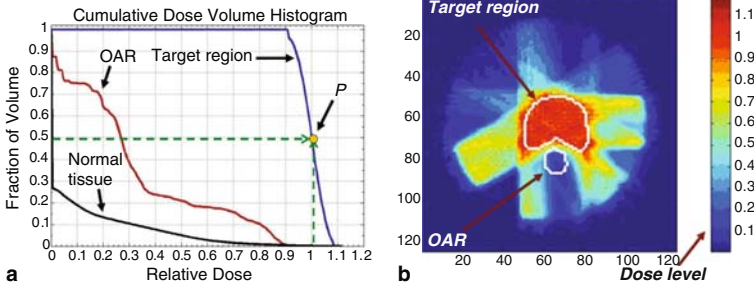 Cumulative Dose Volume Histogram
Fraction of Volume
1
0.9
0.8
0.7
0.6
0.5
0.4
0.3
0.2
0.1
0
OAR
Target region
P
Normal
tissue
0 0.1 0.2 0.3 0.4 0.5 0.6 0.7 0.8 0.9 1 1.1 1.2
Relative Dose
a
Target region
20
40
60
80
100
120
OAR
20 40 60 80 100 120
Dose level
1.1
1
0.9
0.8
0.7
0.6
0.5
0.4
0.3
0.2
0.1
b